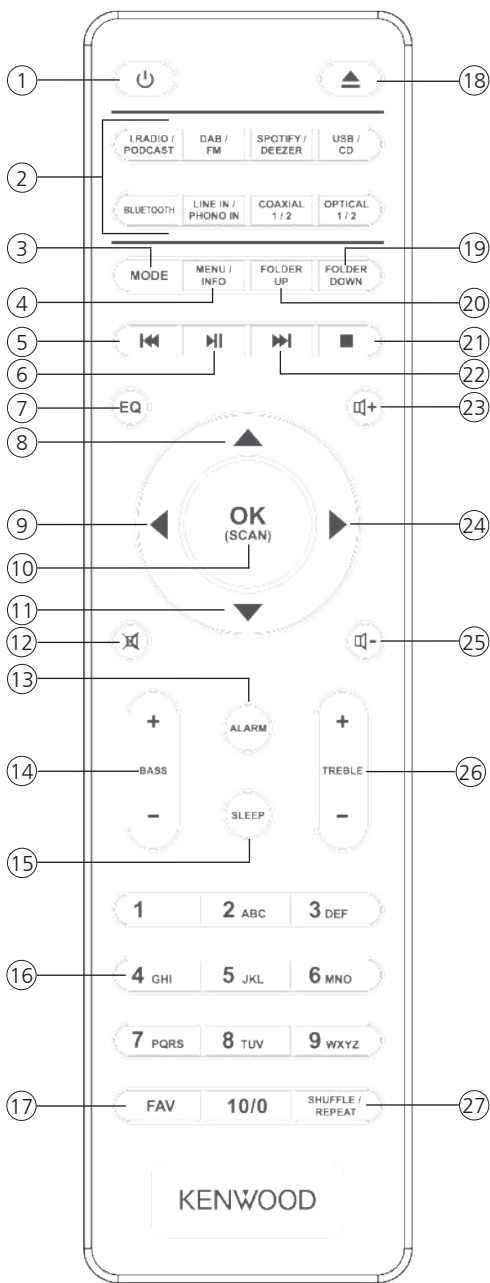 1
18
I.RADIO / PODCAST
DAB / FM
SPOTIFY / DEEZER
USB / CD
2
BLUETOOTH
LINE IN / PHONO IN
COAXIAL 1 / 2
OPTICAL 1 / 2
3
19
MODE
MENU / INFO
FOLDER UP
FOLDER DOWN
4
20
5
21
6
22
7
EQ
+
23
8
9
OK
(SCAN)
24
10
11
12
-
25
13
ALARM
+
+
14
BASS
TREBLE
26
-
-
SLEEP
15
1
2 ABC
3 DEF
16
4 GHI
5 JKL
6 MNO
7 PQRS
8 TUV
9 WXYZ
17
FAV
10/0
SHUFFLE / REPEAT
27
KENWOOD